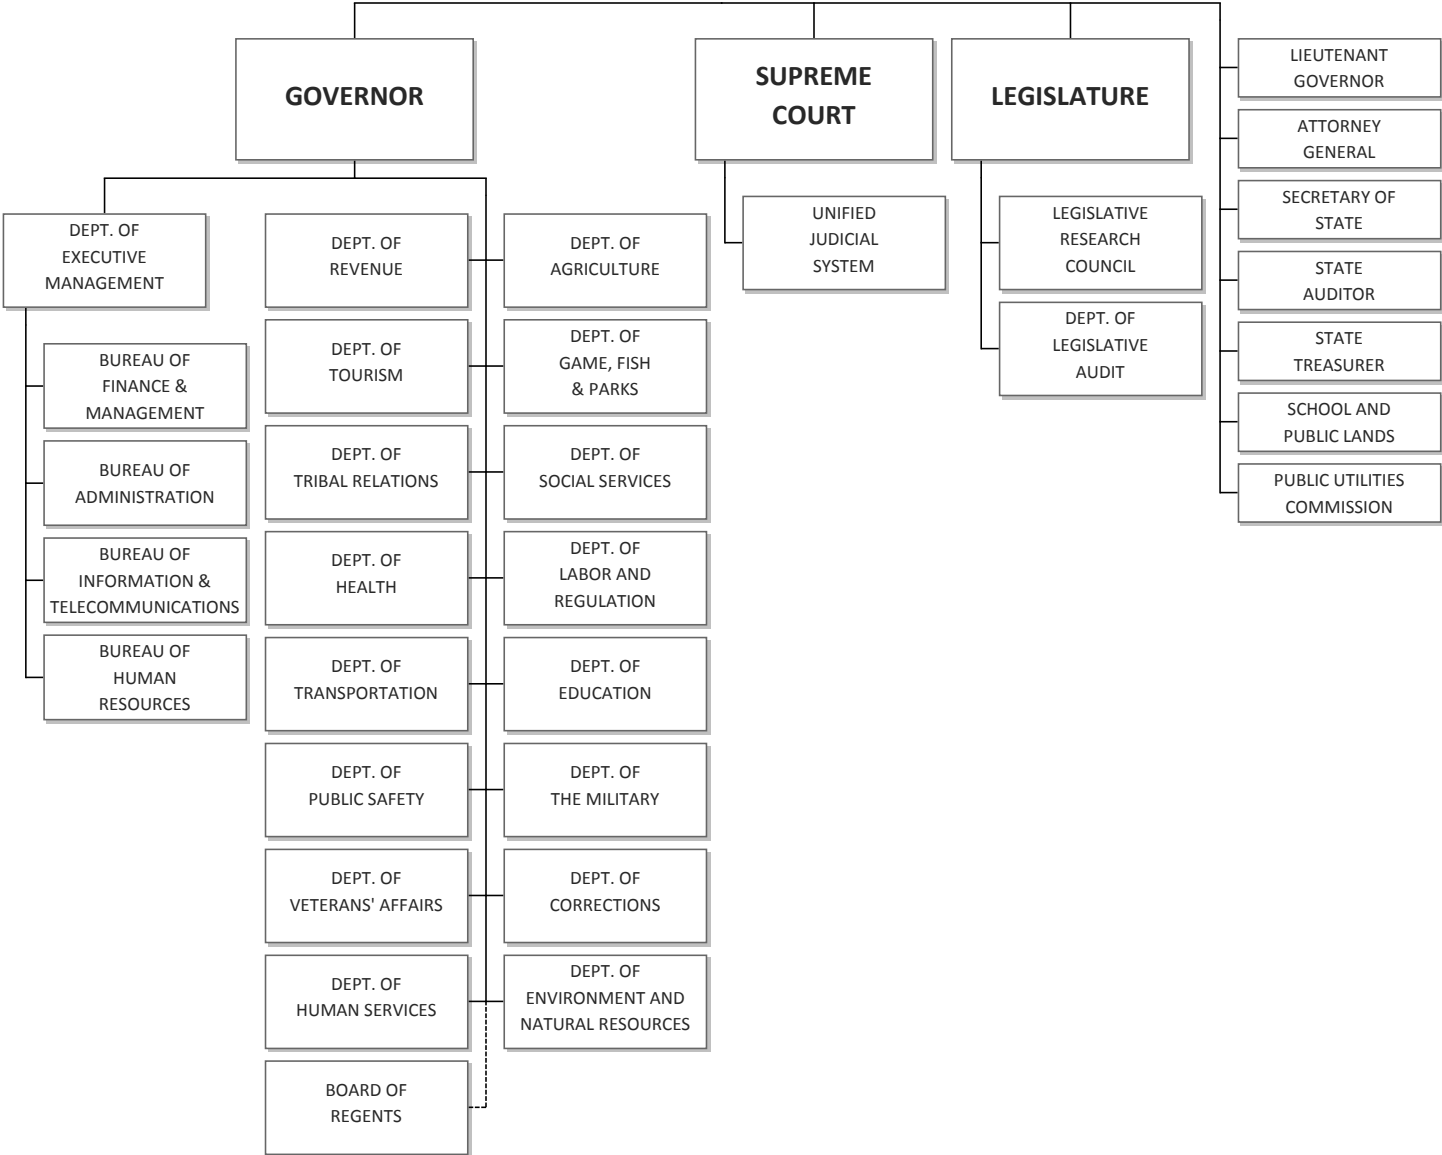 GOVERNOR
SUPREME
COURT
LEGISLATURE
LIEUTENANT
GOVERNOR
ATTORNEY
GENERAL
SECRETARY OF
STATE
STATE
AUDITOR
STATE
TREASURER
SCHOOL AND
PUBLIC LANDS
PUBLIC UTILITIES
COMMISSION
DEPT. OF
EXECUTIVE
MANAGEMENT
BUREAU OF
FINANCE &
MANAGEMENT
BUREAU OF
ADMINISTRATION
BUREAU OF
INFORMATION &
TELECOMMUNICATIONS
BUREAU OF
HUMAN
RESOURCES
DEPT. OF
REVENUE
DEPT. OF
TOURISM
DEPT. OF
TRIBAL RELATIONS
DEPT. OF
HEALTH
DEPT. OF
TRANSPORTATION
DEPT. OF
PUBLIC SAFETY
DEPT. OF
VETERANS' AFFAIRS
DEPT. OF
HUMAN SERVICES
BOARD OF
REGENTS
DEPT. OF
AGRICULTURE
DEPT. OF
GAME, FISH
& PARKS
DEPT. OF
SOCIAL SERVICES
DEPT. OF
LABOR AND
REGULATION
DEPT. OF
EDUCATION
DEPT. OF
THE MILITARY
DEPT. OF
CORRECTIONS
DEPT. OF
ENVIRONMENT AND
NATURAL RESOURCES
UNIFIED
JUDICIAL
SYSTEM
LEGISLATIVE
RESEARCH
COUNCIL
DEPT. OF
LEGISLATIVE
AUDIT